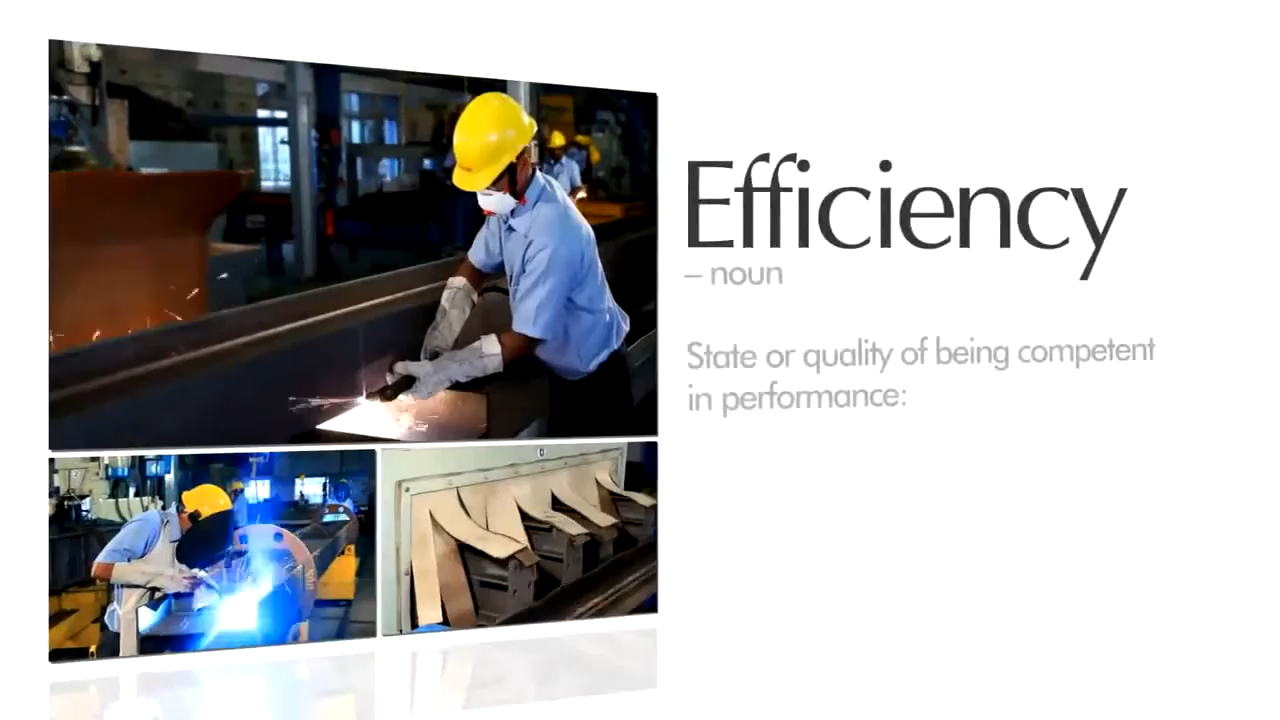 Efficiency
– noun
State or quality of being competent
in performance: